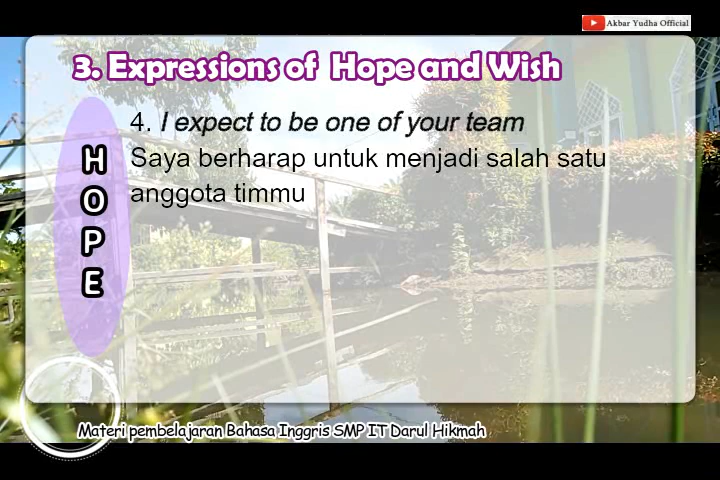 Akbar Yudha Official
3. Expressions of Hope and Wish
HOPE
4. I expect to be one of your team
Saya berharap untuk menjadi salah satu
anggota timmu
Materi pembelajaran Bahasa Inggris SMP IT Darul Hikmah